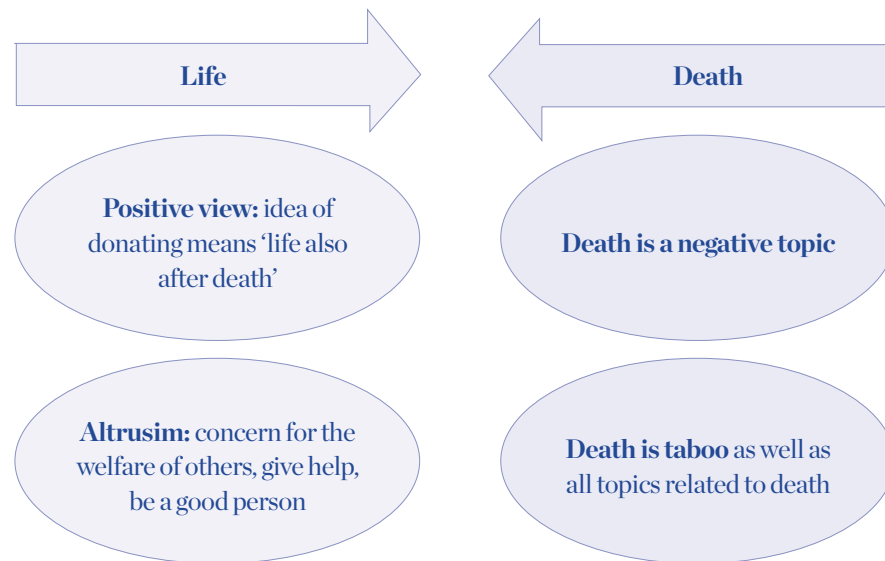 Life
Positive view: idea of
donating means ‘life also
after death’
Altrusim: concern for the
welfare of others, give help,
be a good person
Death
Death is a negative topic
Death is taboo as well as
all topics related to death